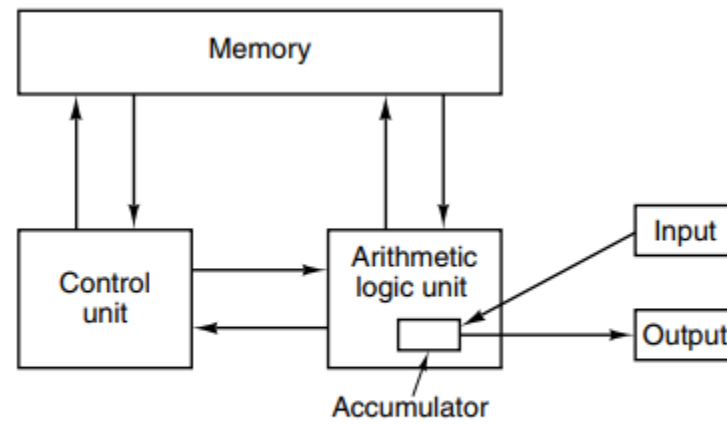 Memory
Control
unit
Arithmetic
logic unit
Input
Output
Accumulator